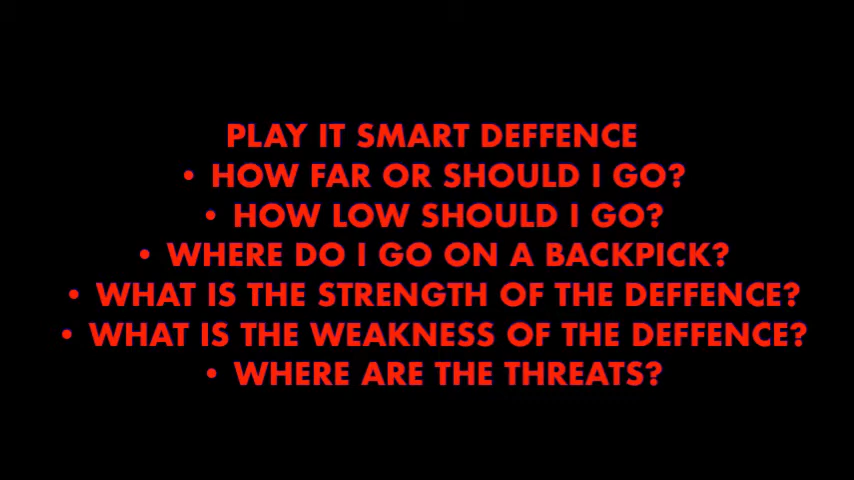 PLAY IT SMART DEFFENCE
• HOW FAR OR SHOULD I GO?
• HOW LOW SHOULD I GO?
• WHERE DO I GO ON A BACKPICK?
• WHAT IS THE STRENGTH OF THE DEFFENCE?
• WHAT IS THE WEAKNESS OF THE DEFFENCE?
• WHERE ARE THE THREATS?